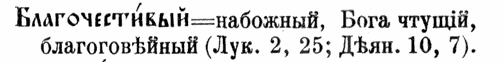 Благочести́вый=набожный, Бога чтущій,
благоговѣйный (Лук. 2, 25; Дѣян. 10, 7).